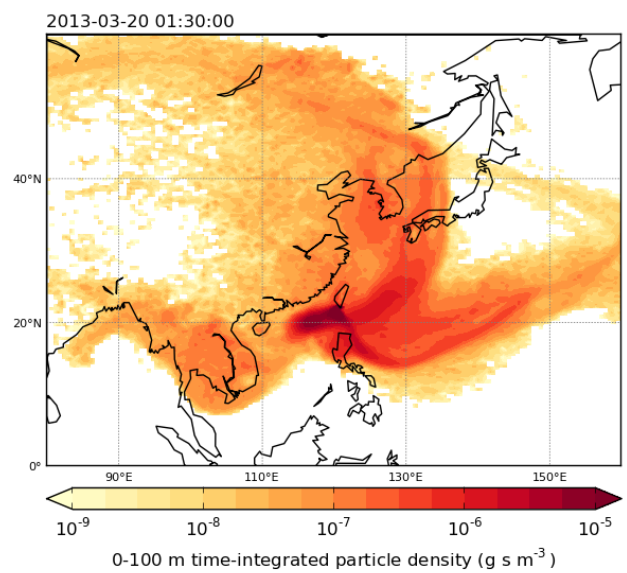 2013-03-20 01:30:00
40°N
20°N
0°
90°E 110°E 130°E 150°E
10⁻⁹ 10⁻⁸ 10⁻⁷ 10⁻⁶ 10⁻⁵
0-100 m time-integrated particle density (g s m⁻³)